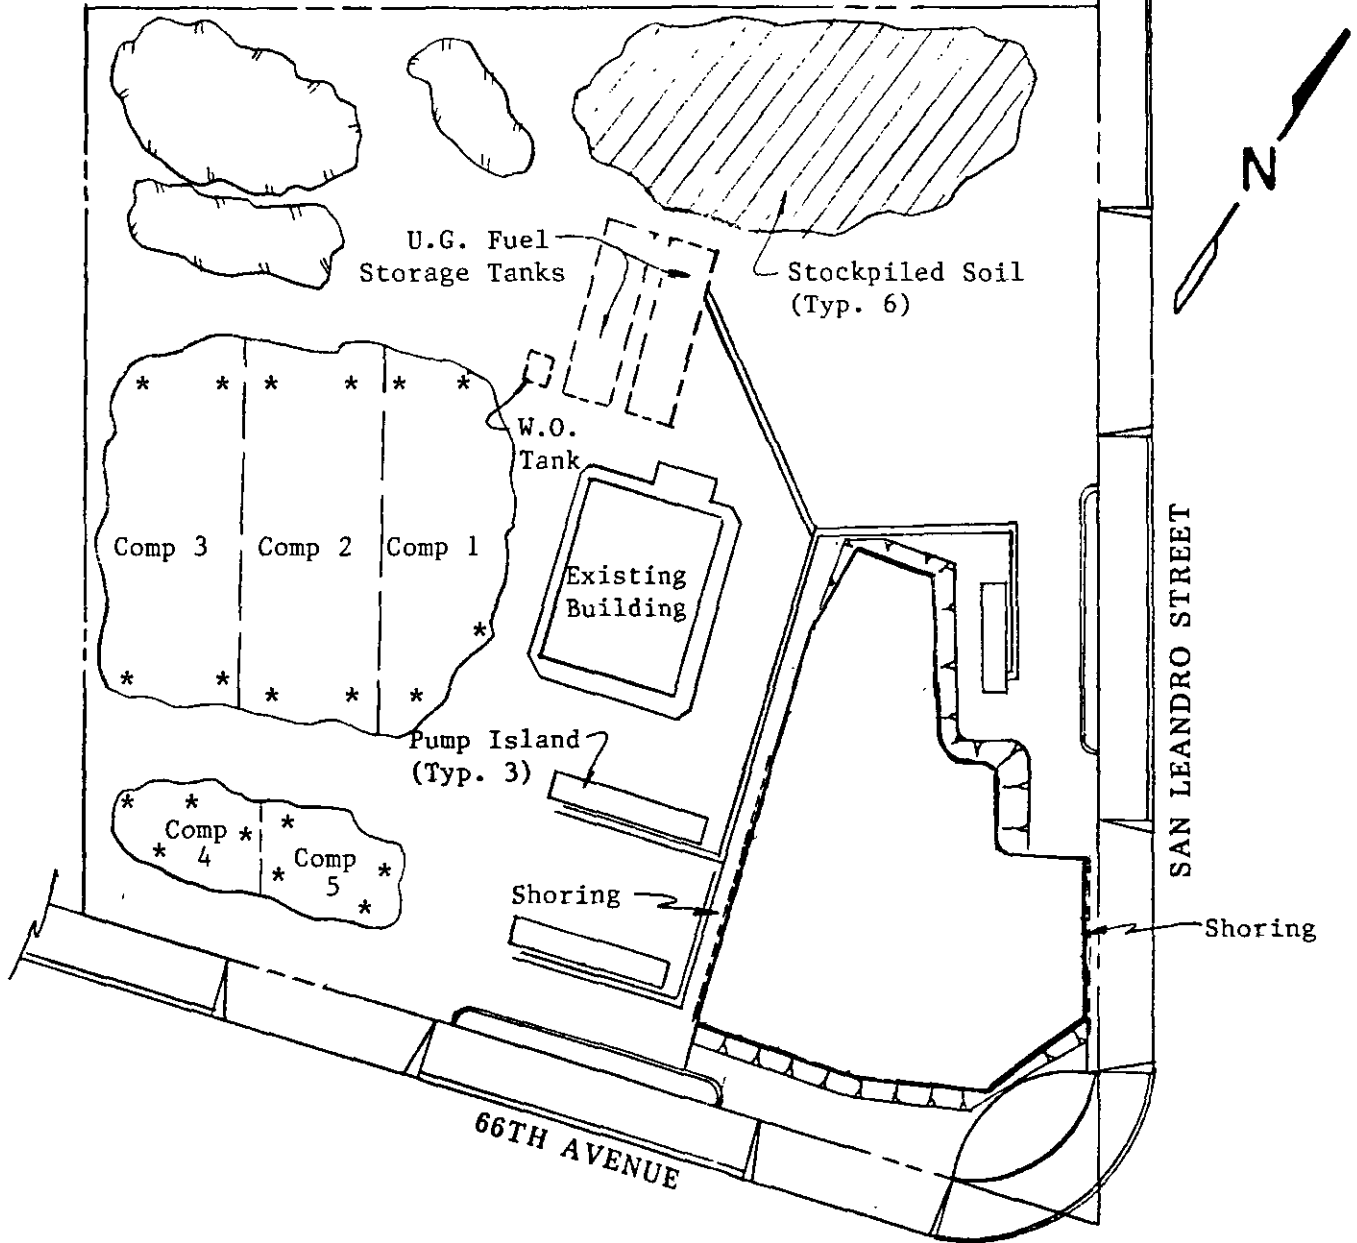 N
U.G. Fuel
Storage Tanks
Stockpiled Soil
(Typ. 6)
W.O.
Tank
Comp 3
Comp 2
Comp 1
Existing
Building
SAN LEANDRO STREET
Pump Island
(Typ. 3)
Comp
4
Comp
5
Shoring
Shoring
66TH AVENUE